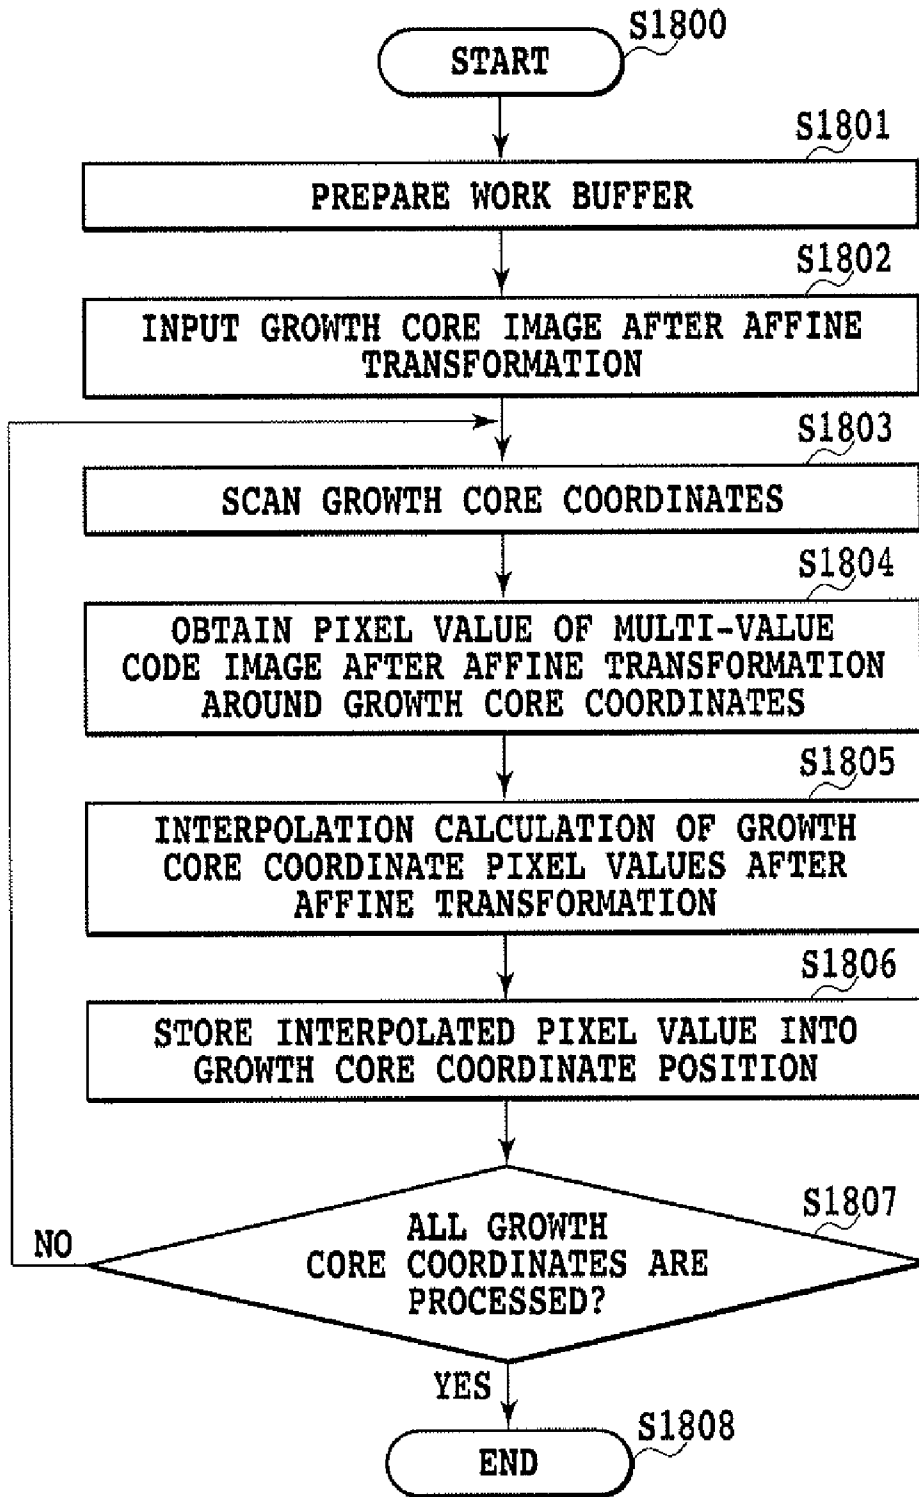 S1800
START
S1801
PREPARE WORK BUFFER
S1802
INPUT GROWTH CORE IMAGE AFTER AFFINE
TRANSFORMATION
S1803
SCAN GROWTH CORE COORDINATES
S1804
OBTAIN PIXEL VALUE OF MULTI-VALUE
CODE IMAGE AFTER AFFINE TRANSFORMATION
AROUND GROWTH CORE COORDINATES
S1805
INTERPOLATION CALCULATION OF GROWTH
CORE COORDINATE PIXEL VALUES AFTER
AFFINE TRANSFORMATION
S1806
STORE INTERPOLATED PIXEL VALUE INTO
GROWTH CORE COORDINATE POSITION
S1807
ALL GROWTH
CORE COORDINATES ARE
PROCESSED?
NO
YES
S1808
END